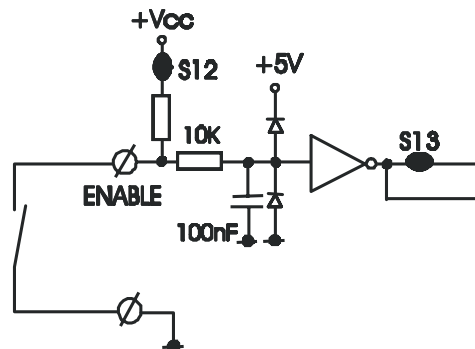 +Vcc
S12
+5V
10K
S13
ENABLE
100nF